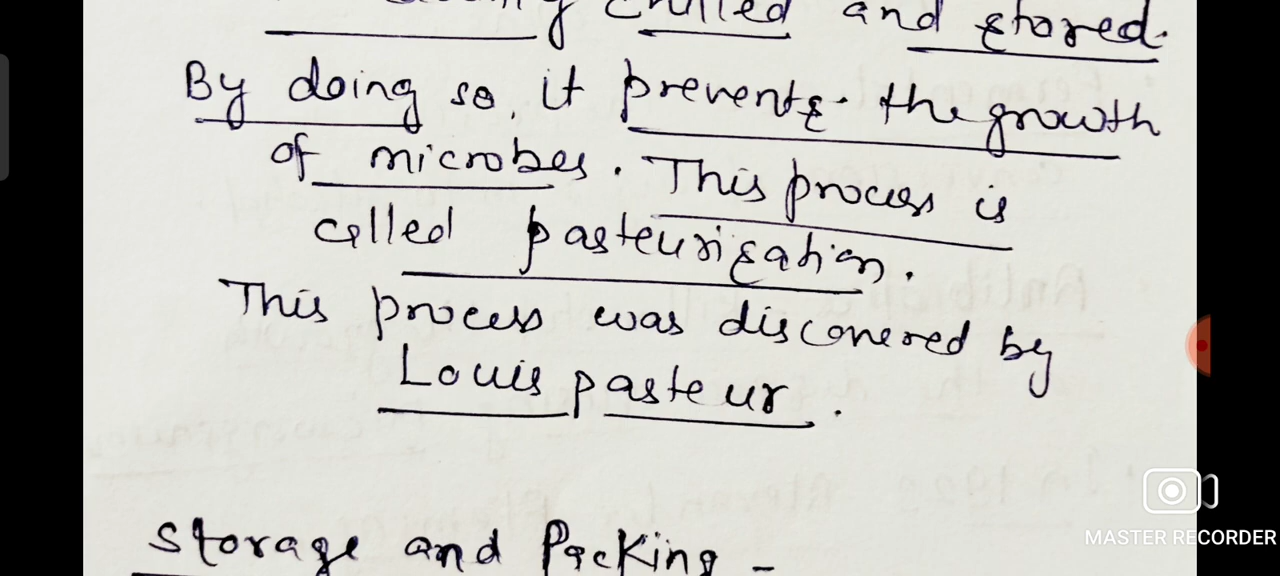 chilled and stored.
By doing so, it prevents the growth
of microbes. This process is
called pasteurization.
This process was discovered by
Louis pasteur.
Storage and Packing -
MASTER RECORDER